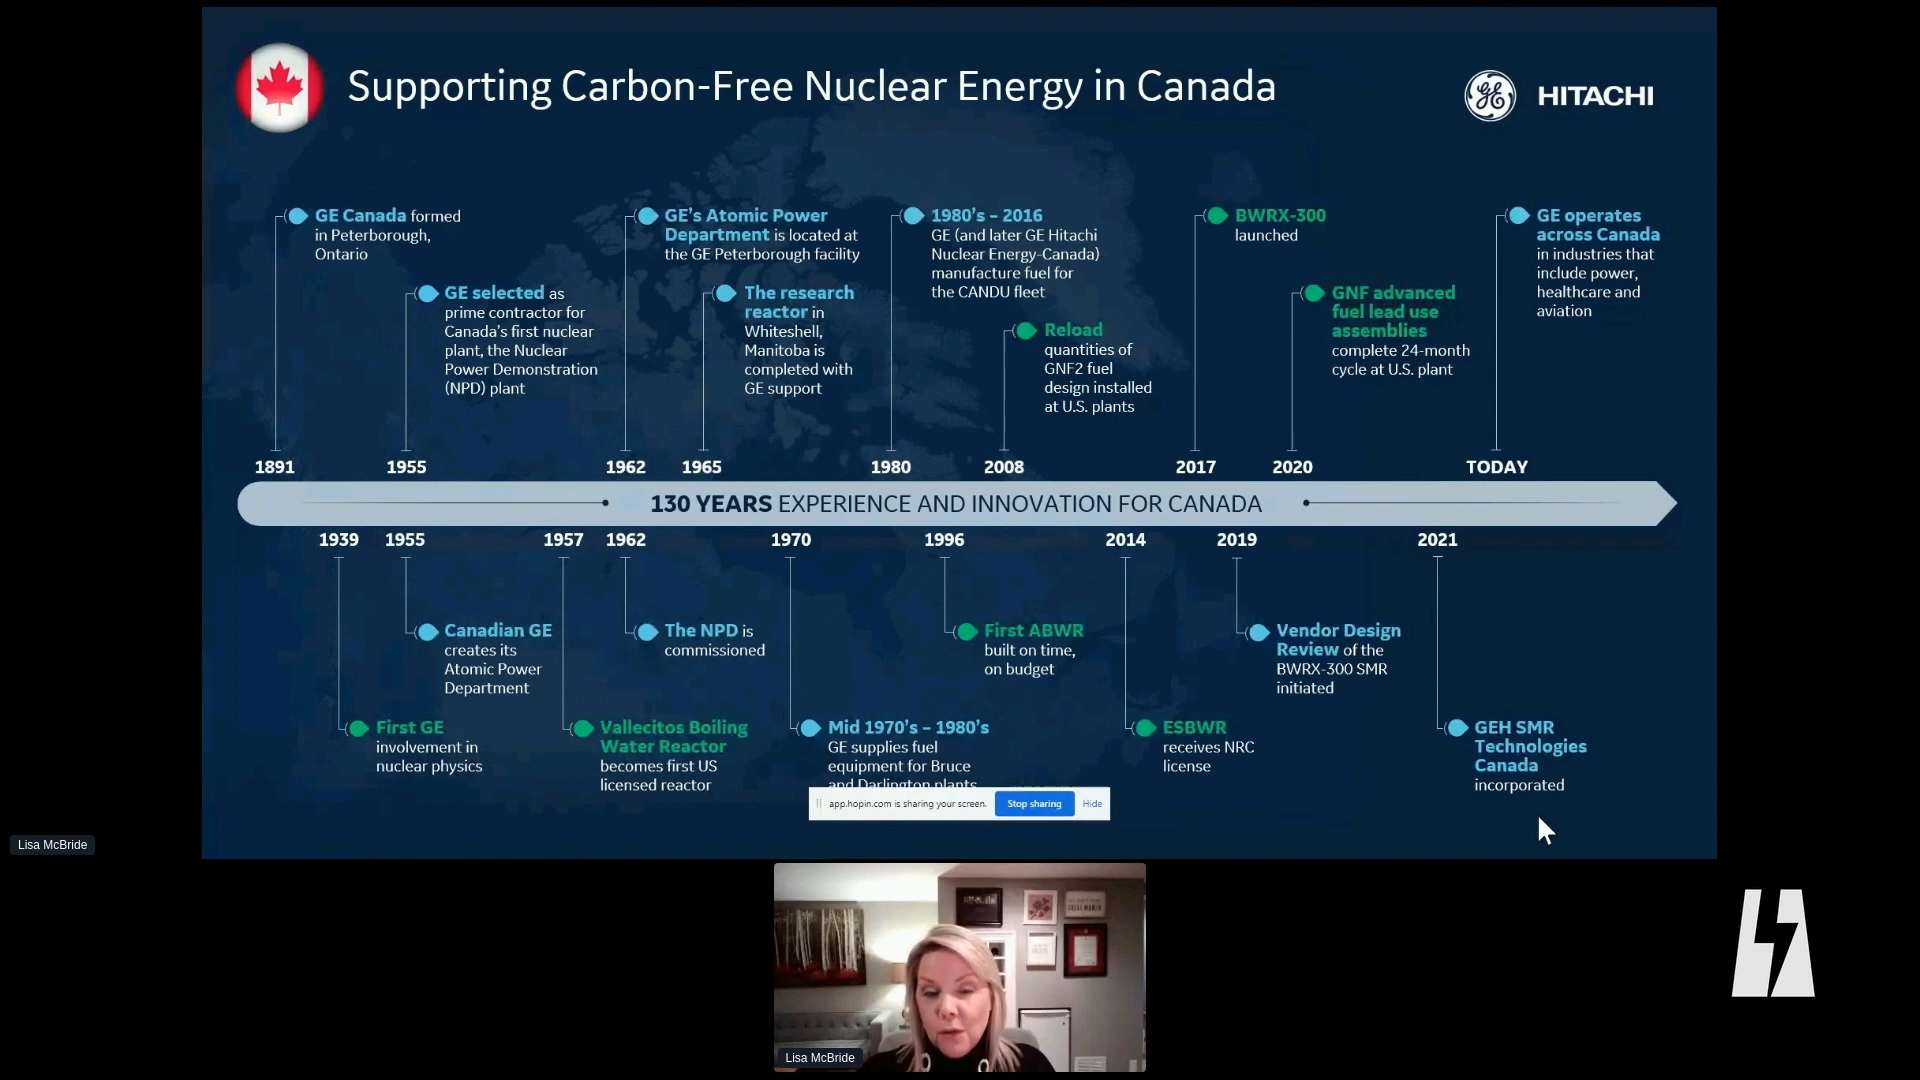 Supporting Carbon-Free Nuclear Energy in Canada
HITACHI
GE Canada formed
in Peterborough,
Ontario
GE selected as
prime contractor for
Canada's first nuclear
plant, the Nuclear
Power Demonstration
(NPD) plant
GE's Atomic Power
Department is located at
the GE Peterborough facility
The research
reactor in
Whiteshell,
Manitoba is
completed with
GE support
1980's – 2016
GE (and later GE Hitachi
Nuclear Energy-Canada)
manufacture fuel for
the CANDU fleet
Reload
quantities of
GNF2 fuel
design installed
at U.S. plants
BWRX-300
launched
GNF advanced
fuel lead use
assemblies
complete 24-month
cycle at U.S. plant
GE operates
across Canada
in industries that
include power,
healthcare and
aviation
1891 1955 1962 1965 1980 2008 2017 2020 TODAY
130 YEARS EXPERIENCE AND INNOVATION FOR CANADA
1939 1955 1957 1962 1970 1996 2014 2019 2021
First GE
involvement in
nuclear physics
Canadian GE
creates its
Atomic Power
Department
Vallecitos Boiling
Water Reactor
becomes first US
licensed reactor
The NPD is
commissioned
Mid 1970's – 1980's
GE supplies fuel
equipment for Bruce
and Darlington plants
First ABWR
built on time,
on budget
ESBWR
receives NRC
license
Vendor Design
Review of the
BWRX-300 SMR
initiated
GEH SMR
Technologies
Canada
incorporated
app.hopin.com is sharing your screen. Stop sharing Hide
Lisa McBride
Lisa McBride